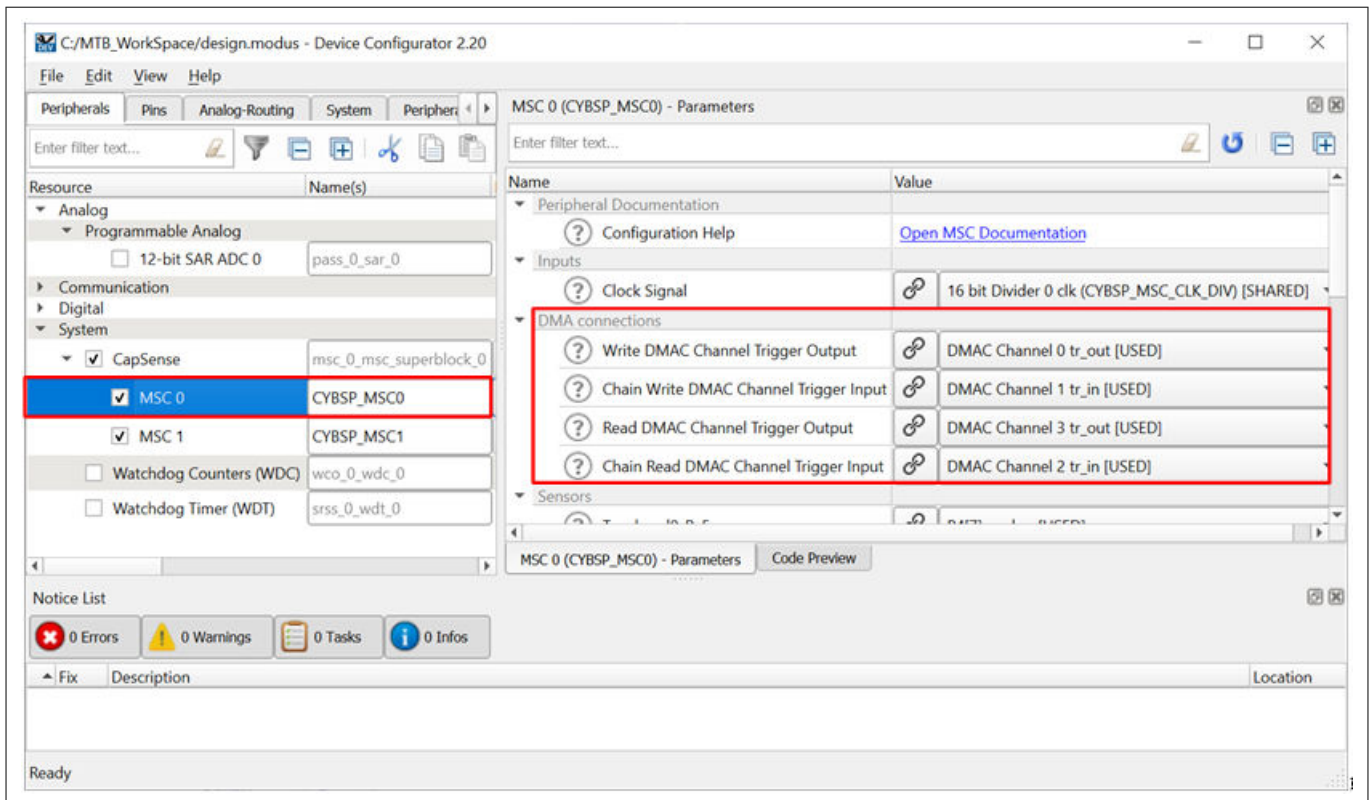 C:/MTB_WorkSpace/design.modus - Device Configurator 2.20
File Edit View Help
Peripherals Pins Analog-Routing System Periphera
Enter filter text...
Resource Name(s)
Analog
Programmable Analog
12-bit SAR ADC 0 pass_0_sar_0
Communication
Digital
System
CapSense msc_0_msc_superblock_0
MSC 0 CYBSP_MSC0
MSC 1 CYBSP_MSC1
Watchdog Counters (WDC) wco_0_wdc_0
Watchdog Timer (WDT) srss_0_wdt_0
MSC 0 (CYBSP_MSC0) - Parameters
Enter filter text...
Name Value
Peripheral Documentation
? Configuration Help Open MSC Documentation
Inputs
? Clock Signal 16 bit Divider 0 clk (CYBSP_MSC_CLK_DIV) [SHARED]
DMA connections
? Write DMAC Channel Trigger Output DMAC Channel 0 tr_out [USED]
? Chain Write DMAC Channel Trigger Input DMAC Channel 1 tr_in [USED]
? Read DMAC Channel Trigger Output DMAC Channel 3 tr_out [USED]
? Chain Read DMAC Channel Trigger Input DMAC Channel 2 tr_in [USED]
Sensors
MSC 0 (CYBSP_MSC0) - Parameters Code Preview
Notice List
0 Errors 0 Warnings 0 Tasks 0 Infos
Fix Description Location
Ready